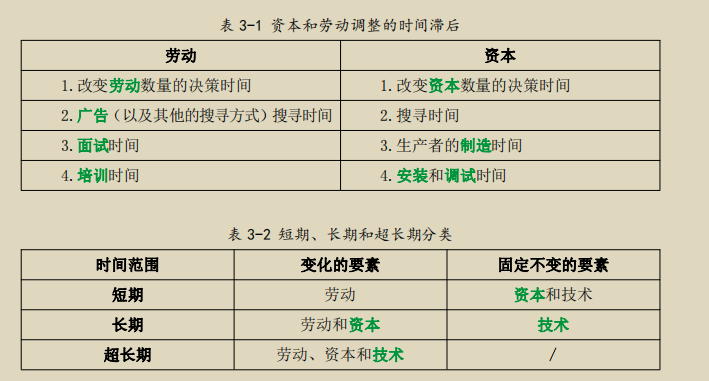 表 3-1 资本和劳动调整的时间滞后
劳动 资本
1.改变劳动数量的决策时间 1.改变资本数量的决策时间
2.广告（以及其他的搜寻方式）搜寻时间 2.搜寻时间
3.面试时间 3.生产者的制造时间
4.培训时间 4.安装和调试时间
表 3-2 短期、长期和超长期分类
时间范围 变化的要素 固定不变的要素
短期 劳动 资本和技术
长期 劳动和资本 技术
超长期 劳动、资本和技术 /